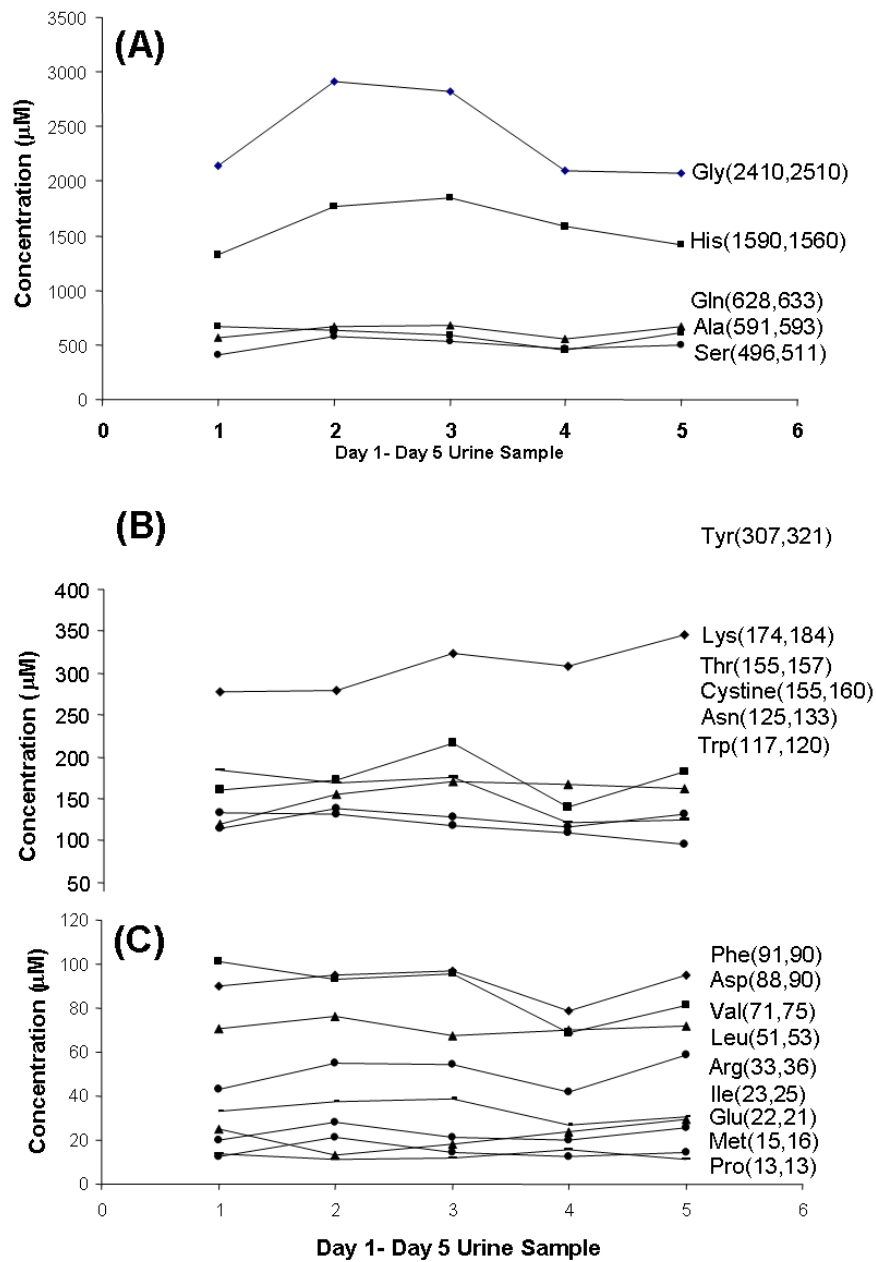 (A)
Concentration (µM)
3500
3000
2500
2000
1500
1000
500
0
0 1 2 3 4 5 6
Day 1- Day 5 Urine Sample
Gly(2410,2510)
His(1590,1560)
Gln(628,633)
Ala(591,593)
Ser(496,511)
(B)
Concentration (µM)
400
350
300
250
200
150
100
50
Tyr(307,321)
Lys(174,184)
Thr(155,157)
Cystine(155,160)
Asn(125,133)
Trp(117,120)
(C)
Concentration (µM)
120
100
80
60
40
20
0
0 1 2 3 4 5 6
Day 1- Day 5 Urine Sample
Phe(91,90)
Asp(88,90)
Val(71,75)
Leu(51,53)
Arg(33,36)
Ile(23,25)
Glu(22,21)
Met(15,16)
Pro(13,13)